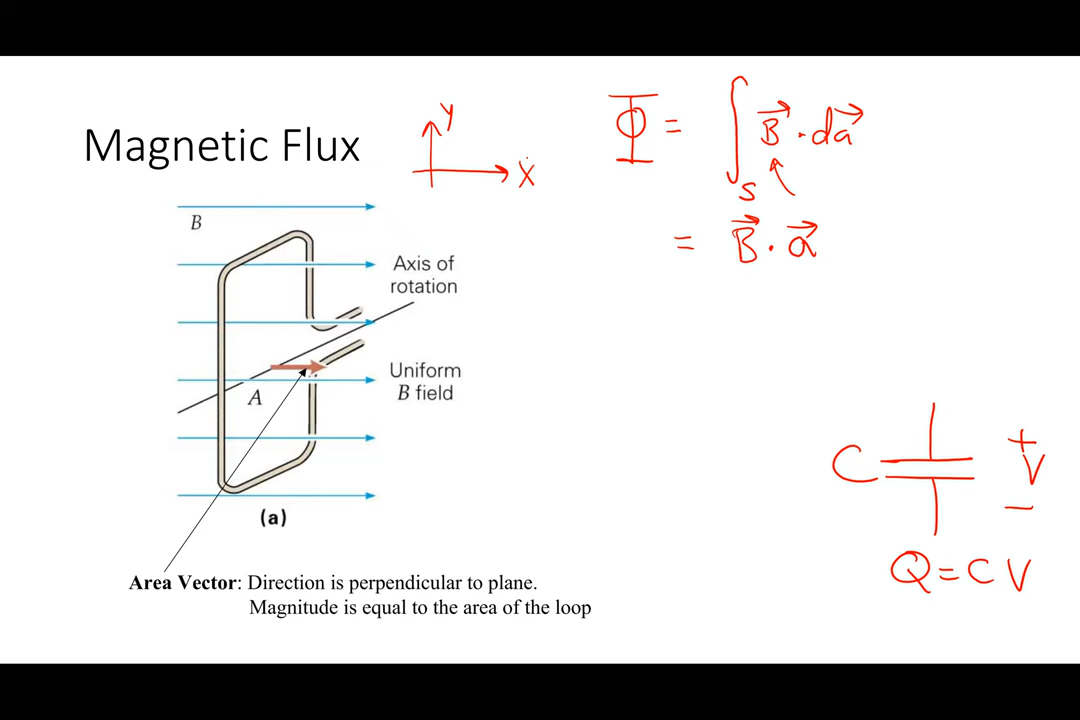 Magnetic Flux
y
x
Φ = ∫_S B⃗ · da⃗
= B⃗ · a⃗
B
Axis of
rotation
Uniform
B field
A
(a)
Area Vector: Direction is perpendicular to plane.
Magnitude is equal to the area of the loop
C
+
V
−
Q = C V